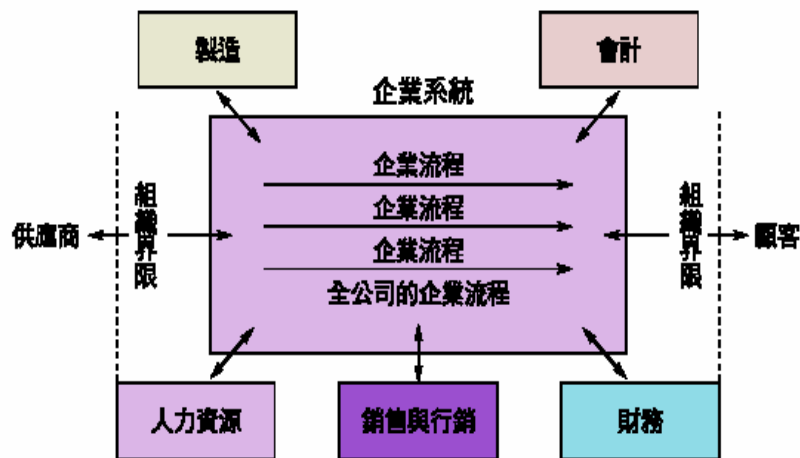 製造
會計
企業系統
企業流程
企業流程
企業流程
全公司的企業流程
供應商
組織界限
組織界限
顧客
人力資源
銷售與行銷
財務